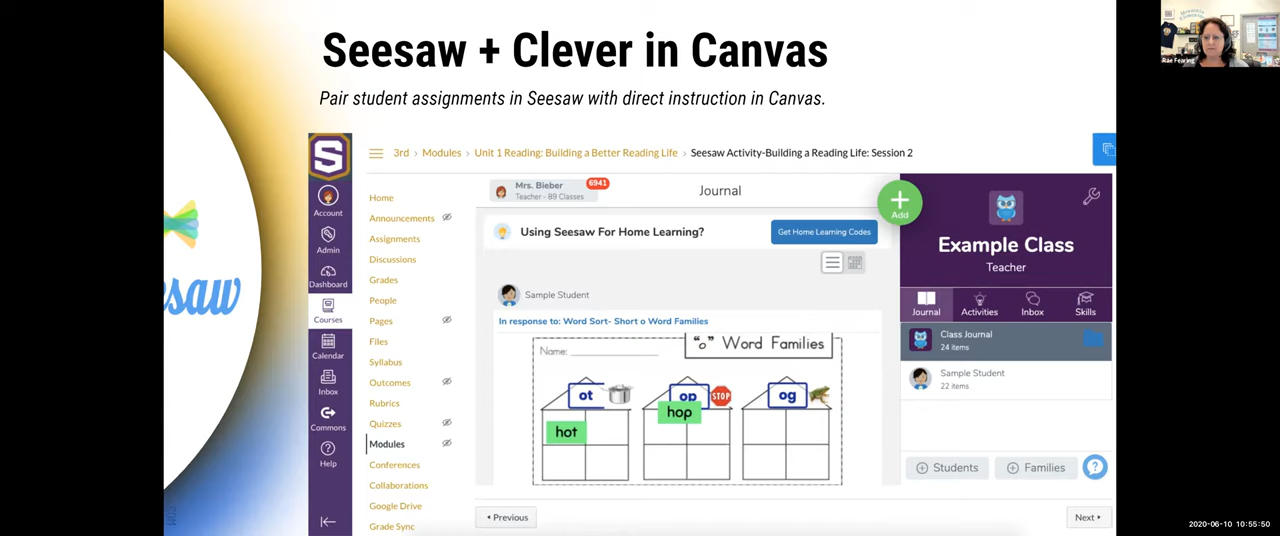 Seesaw + Clever in Canvas
Pair student assignments in Seesaw with direct instruction in Canvas.
Rae Fearing
esaw
S
Account
Admin
Dashboard
Courses
Calendar
Inbox
Commons
Help
3rd > Modules > Unit 1 Reading: Building a Better Reading Life > Seesaw Activity-Building a Reading Life: Session 2
Home
Announcements
Assignments
Discussions
Grades
People
Pages
Files
Syllabus
Outcomes
Rubrics
Quizzes
Modules
Conferences
Collaborations
Google Drive
Grade Sync
Mrs. Bieber
6941
Teacher - 89 Classes
Journal
Add
Using Seesaw For Home Learning?
Get Home Learning Codes
Sample Student
In response to: Word Sort- Short o Word Families
Name:
"o" Word Families
ot
op
STOP
og
hot
hop
Example Class
Teacher
Journal
Activities
Inbox
Skills
Class Journal
24 items
Sample Student
22 items
Students
Families
?
Previous
Next
2020-06-10 10:55:50